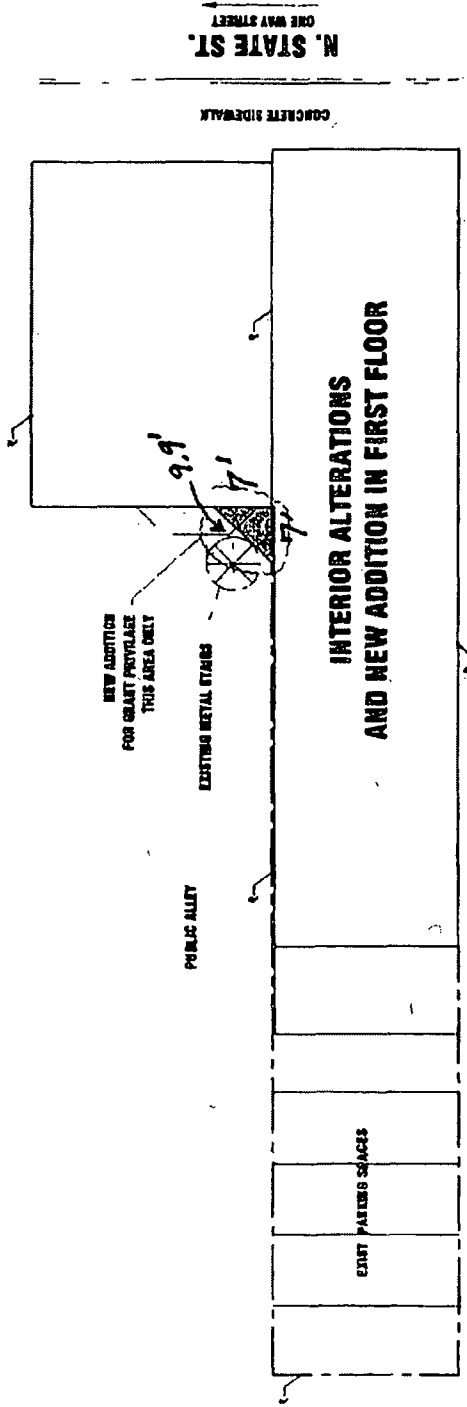 N. STATE ST.
ONE WAY STREET
CONCRETE SIDEWALK
9.9'
7'
7'
NEW ADDITION
FOR GRANT PRIVILAGE
THIS AREA ONLY
EXISTING METAL STAIRS
PUBLIC ALLEY
INTERIOR ALTERATIONS
AND NEW ADDITION IN FIRST FLOOR
EXIST PARKING SPACES